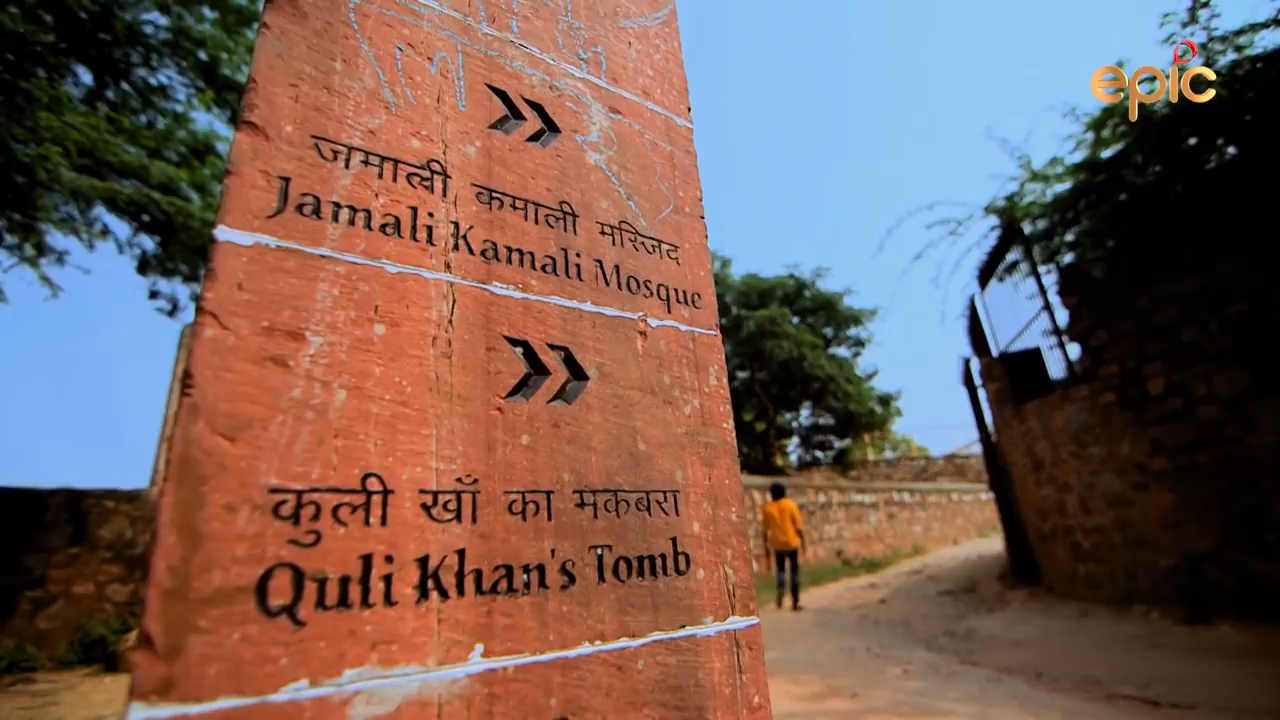 epic
जमाली कमाली मस्जिद
Jamali Kamali Mosque
कुली खाँ का मकबरा
Quli Khan's Tomb